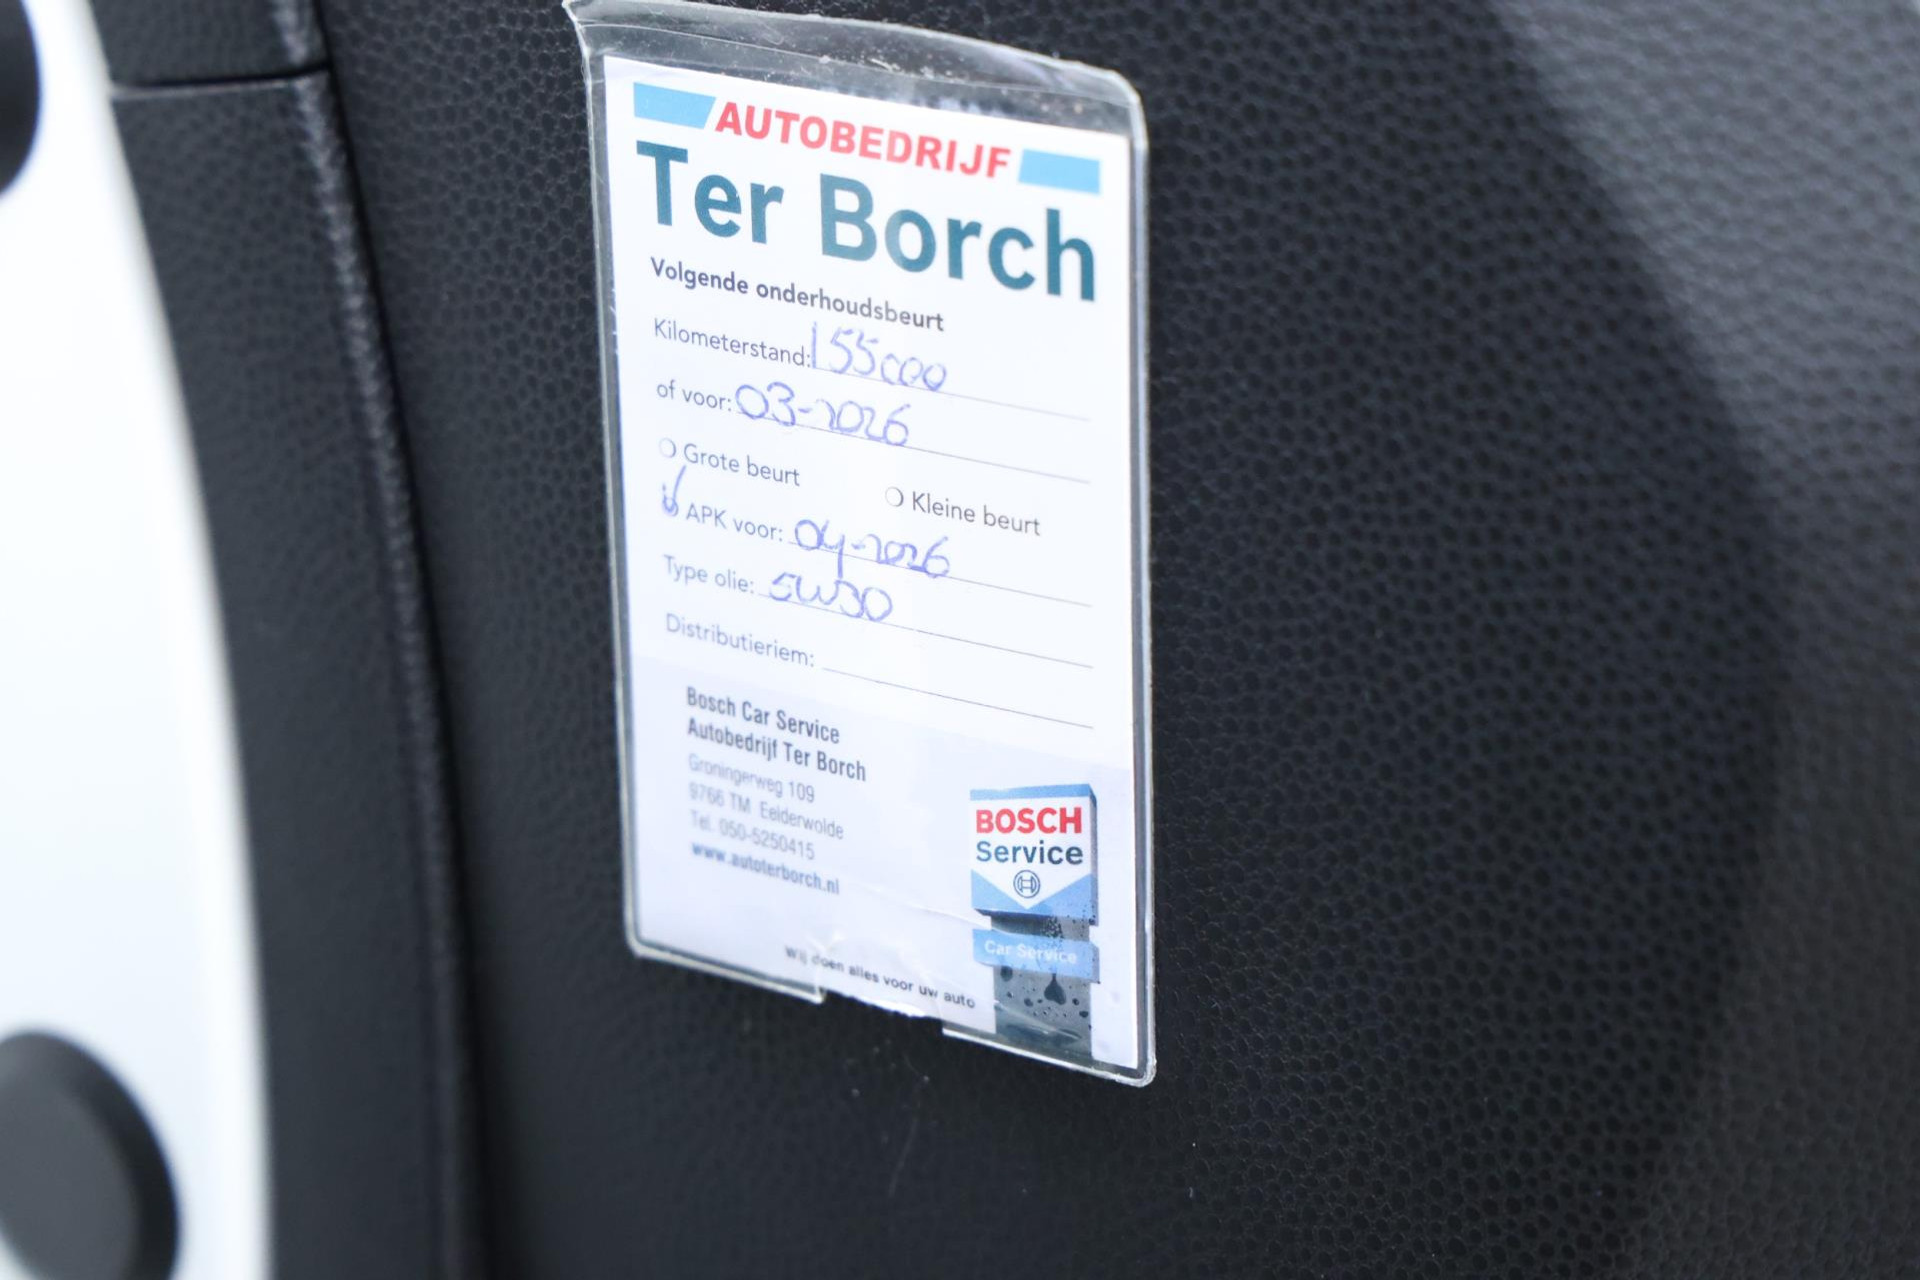 AUTOBEDRIJF
Ter Borch
Volgende onderhoudsbeurt
Kilometerstand: 155000
of voor: 03-2026
Grote beurt
Kleine beurt
APK voor: 04-2026
Type olie: 5W30
Distributieriem:
Bosch Car Service
Autobedrijf Ter Borch
Groningerweg 109
9766 TM Eelderwolde
Tel. 050-5250415
www.autoterborch.nl
BOSCH
Service
Car Service
Wij doen alles voor uw auto